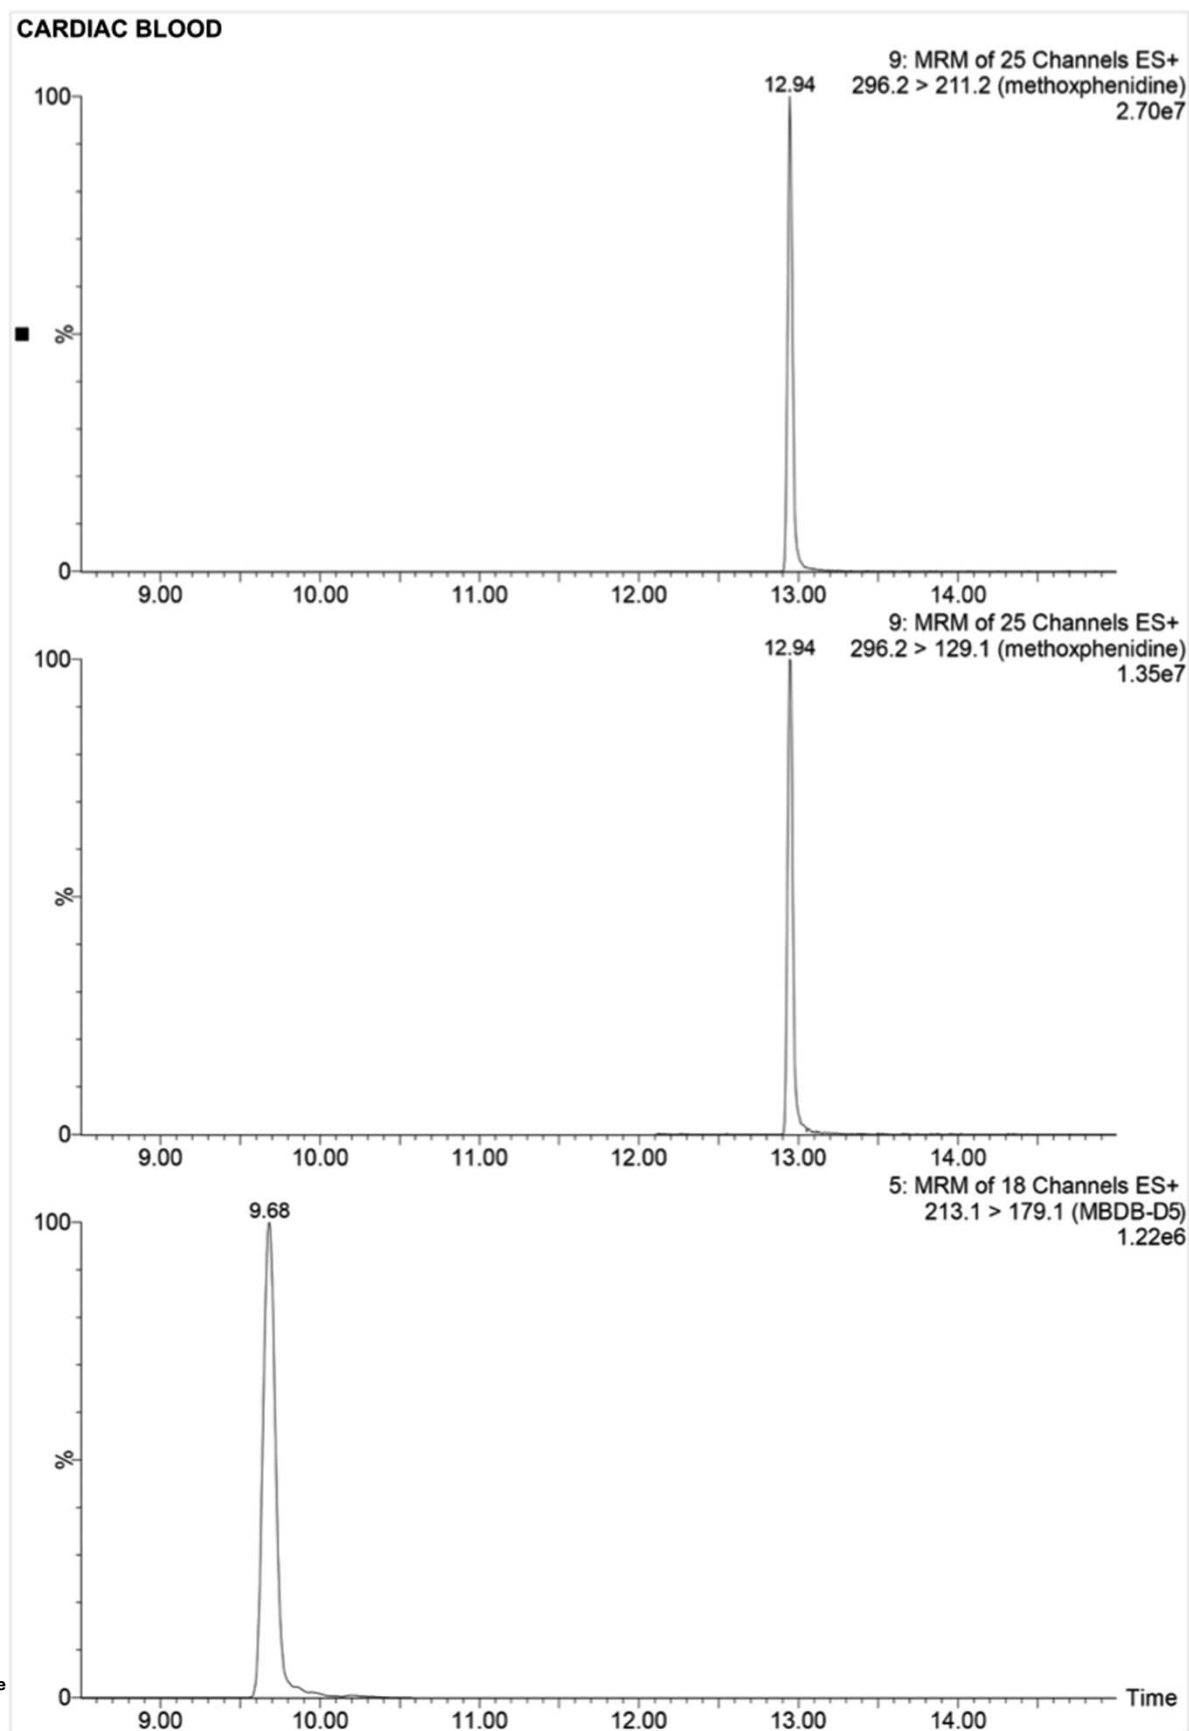 CARDIAC BLOOD
9: MRM of 25 Channels ES+
12.94 296.2 > 211.2 (methoxphenidine)
2.70e7
100
%
0
9.00 10.00 11.00 12.00 13.00 14.00
9: MRM of 25 Channels ES+
12.94 296.2 > 129.1 (methoxphenidine)
1.35e7
100
%
0
9.00 10.00 11.00 12.00 13.00 14.00
5: MRM of 18 Channels ES+
9.68 213.1 > 179.1 (MBDB-D5)
1.22e6
100
%
e
0 Time
9.00 10.00 11.00 12.00 13.00 14.00